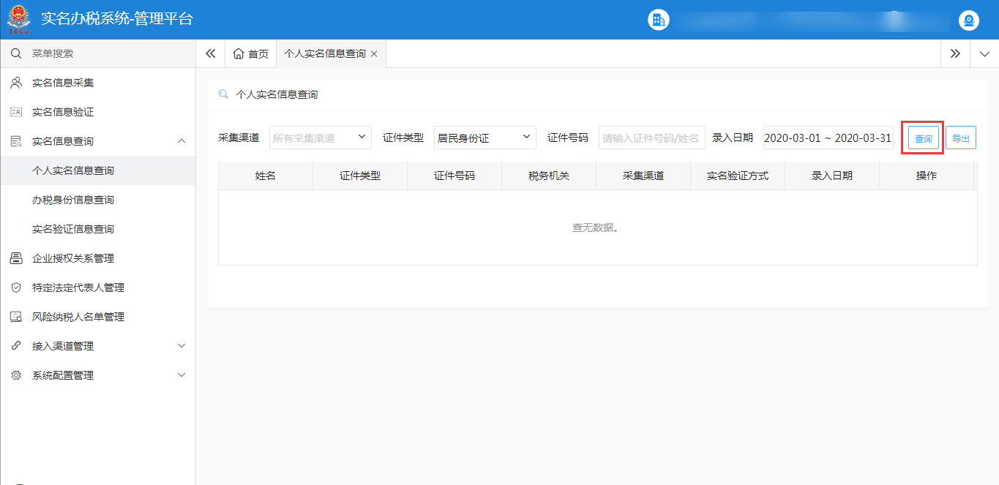 实名办税系统-管理平台
菜单搜索
首页
个人实名信息查询
实名信息采集
实名信息验证
实名信息查询
个人实名信息查询
办税身份信息查询
实名验证信息查询
企业授权关系管理
特定法定代表人管理
风险纳税人名单管理
接入渠道管理
系统配置管理
个人实名信息查询
采集渠道 所有采集渠道 证件类型 居民身份证 证件号码 请输入证件号码/姓名 录入日期 2020-03-01 ~ 2020-03-31 查询 导出
姓名 证件类型 证件号码 税务机关 采集渠道 实名验证方式 录入日期 操作
查无数据。